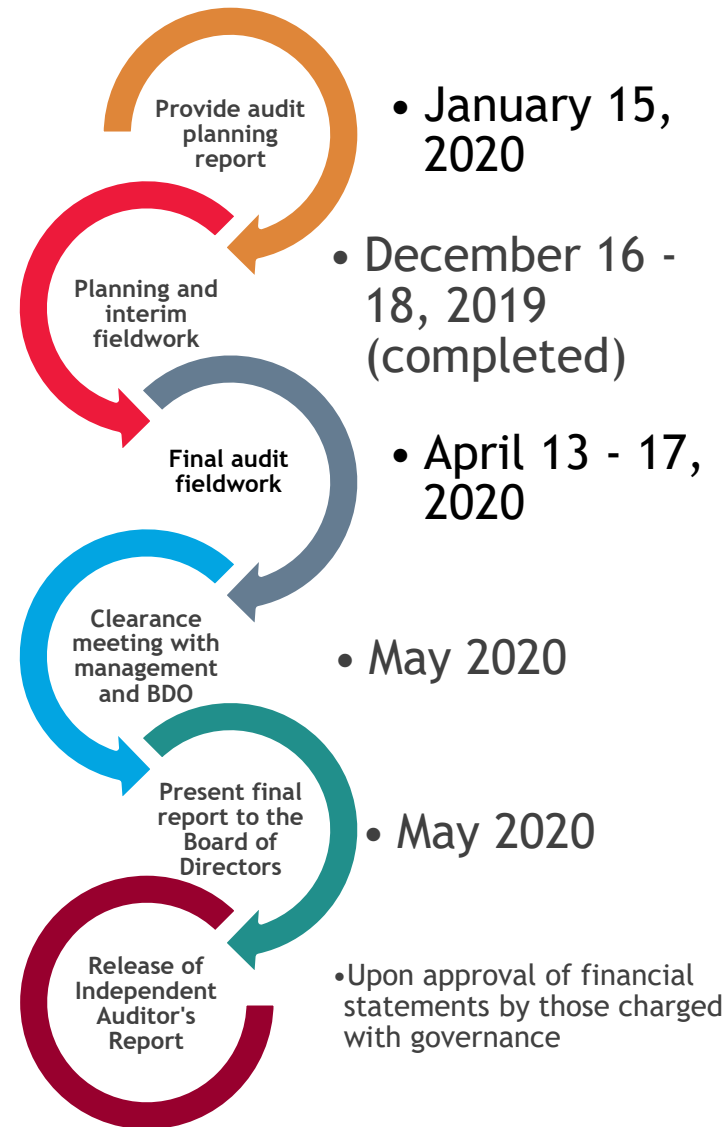 Provide audit
planning
report
• January 15,
2020
Planning and
interim
fieldwork
• December 16 -
18, 2019
(completed)
Final audit
fieldwork
• April 13 - 17,
2020
Clearance
meeting with
management
and BDO
• May 2020
Present final
report to the
Board of
Directors
• May 2020
Release of
Independent
Auditor's
Report
•Upon approval of financial
statements by those charged
with governance